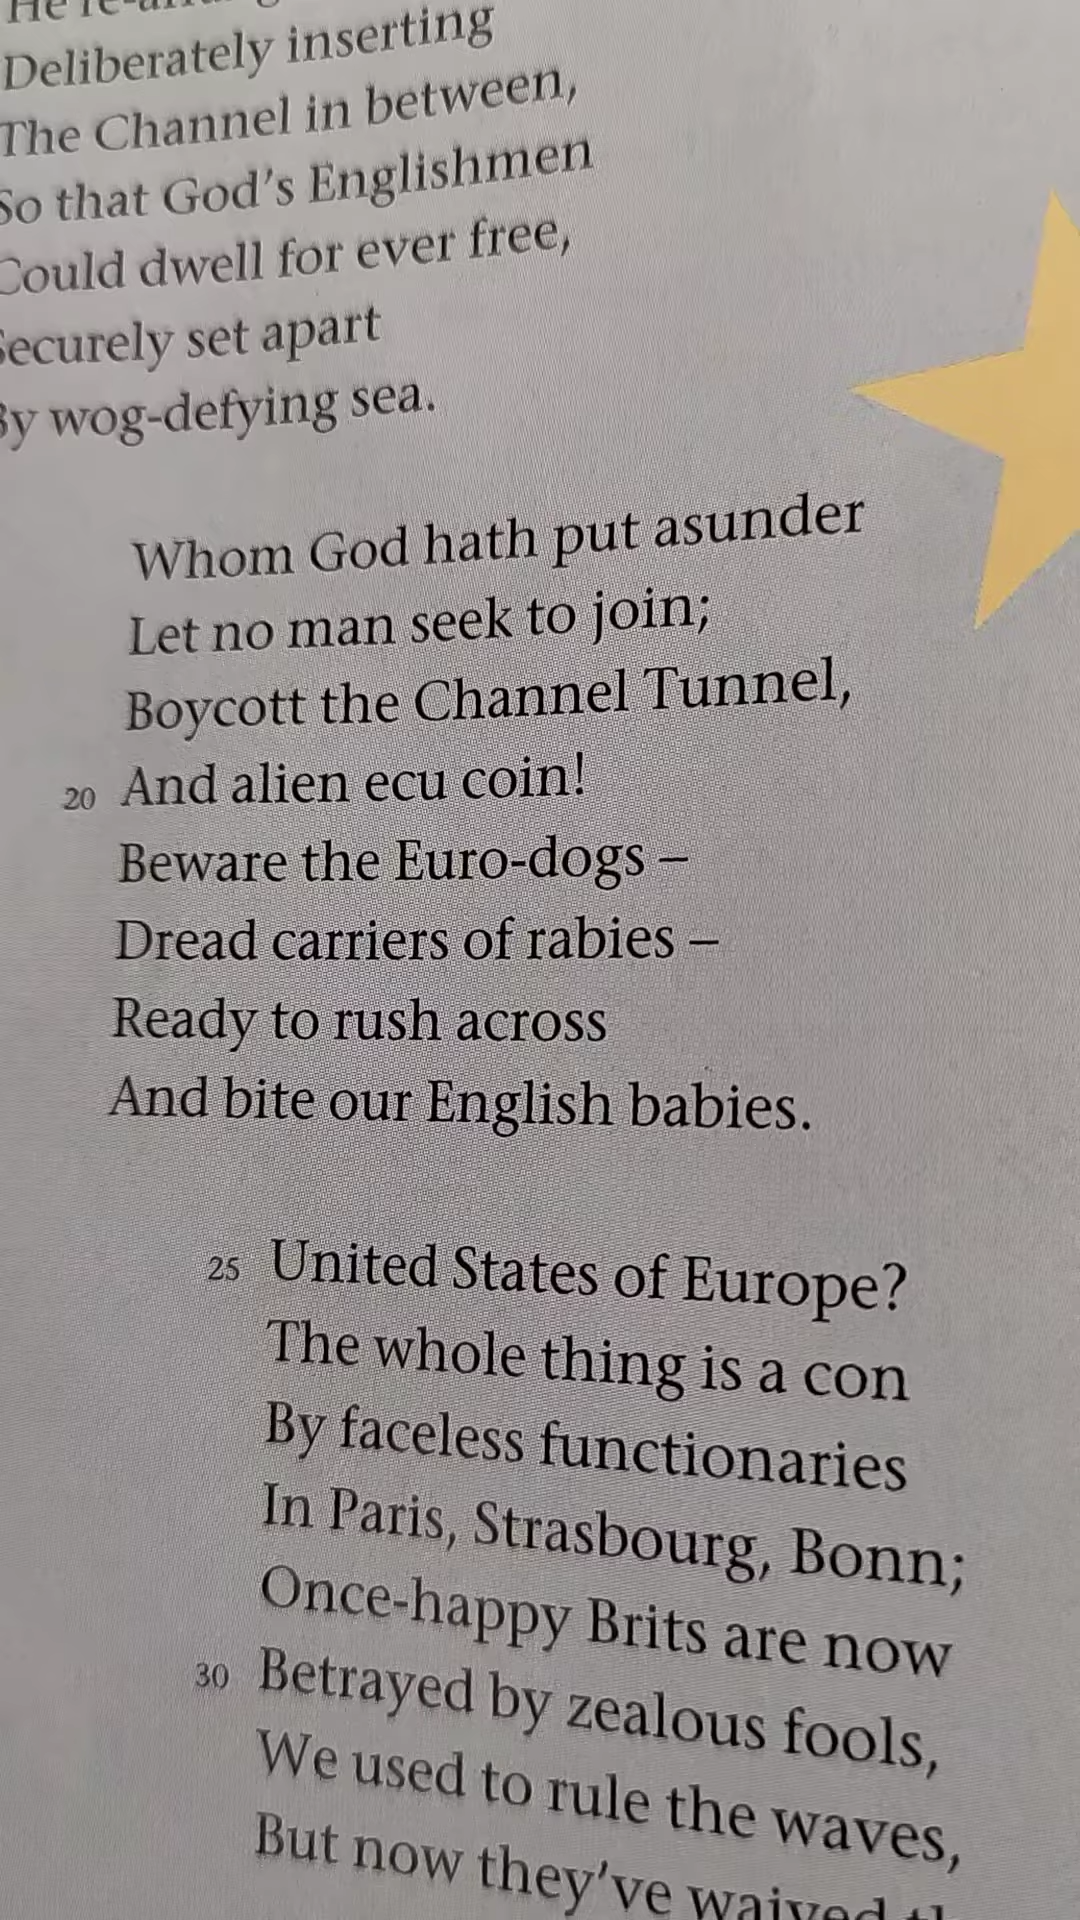 He re-arrang
Deliberately inserting
The Channel in between,
So that God's Englishmen
Could dwell for ever free,
Securely set apart
By wog-defying sea.
Whom God hath put asunder
Let no man seek to join;
Boycott the Channel Tunnel,
20 And alien ecu coin!
Beware the Euro-dogs –
Dread carriers of rabies –
Ready to rush across
And bite our English babies.
25 United States of Europe?
The whole thing is a con
By faceless functionaries
In Paris, Strasbourg, Bonn;
Once-happy Brits are now
30 Betrayed by zealous fools,
We used to rule the waves,
But now they've waived